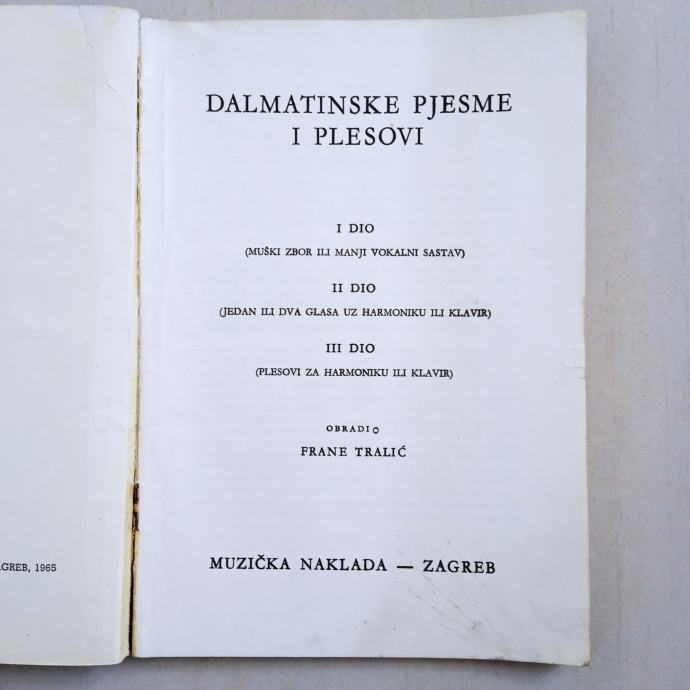 DALMATINSKE PJESME
I PLESOVI
I DIO
(MUŠKI ZBOR ILI MANJI VOKALNI SASTAV)
II DIO
(JEDAN ILI DVA GLASA UZ HARMONIKU ILI KLAVIR)
III DIO
(PLESOVI ZA HARMONIKU ILI KLAVIR)
OBRADIO
FRANE TRALIĆ
MUZIČKA NAKLADA — ZAGREB
AGREB, 1965